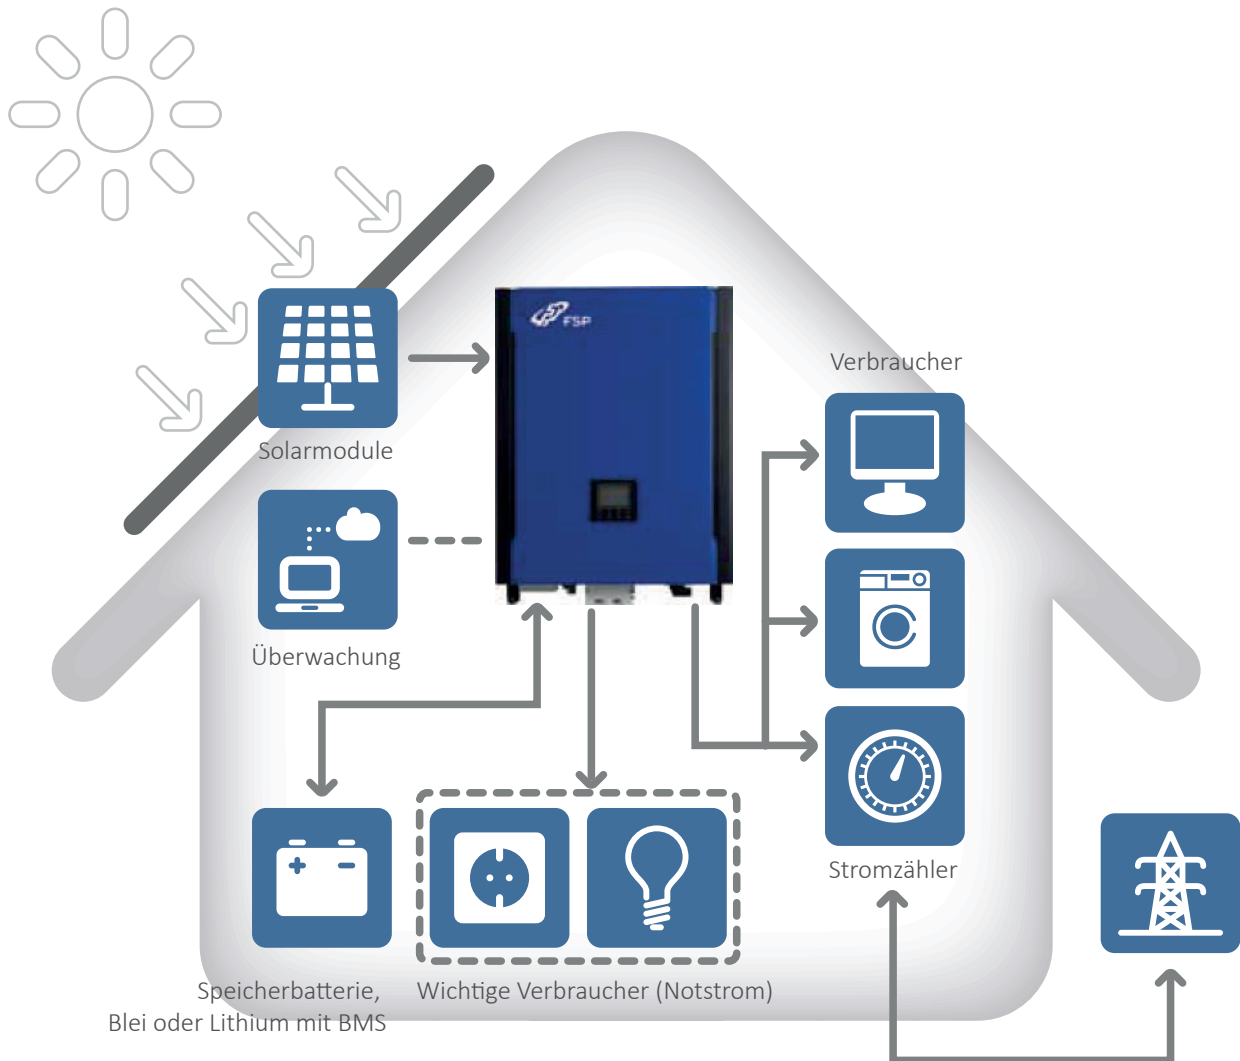 FSP
Verbraucher
Solarmodule
Überwachung
Stromzähler
Speicherbatterie,
Blei oder Lithium mit BMS
Wichtige Verbraucher (Notstrom)